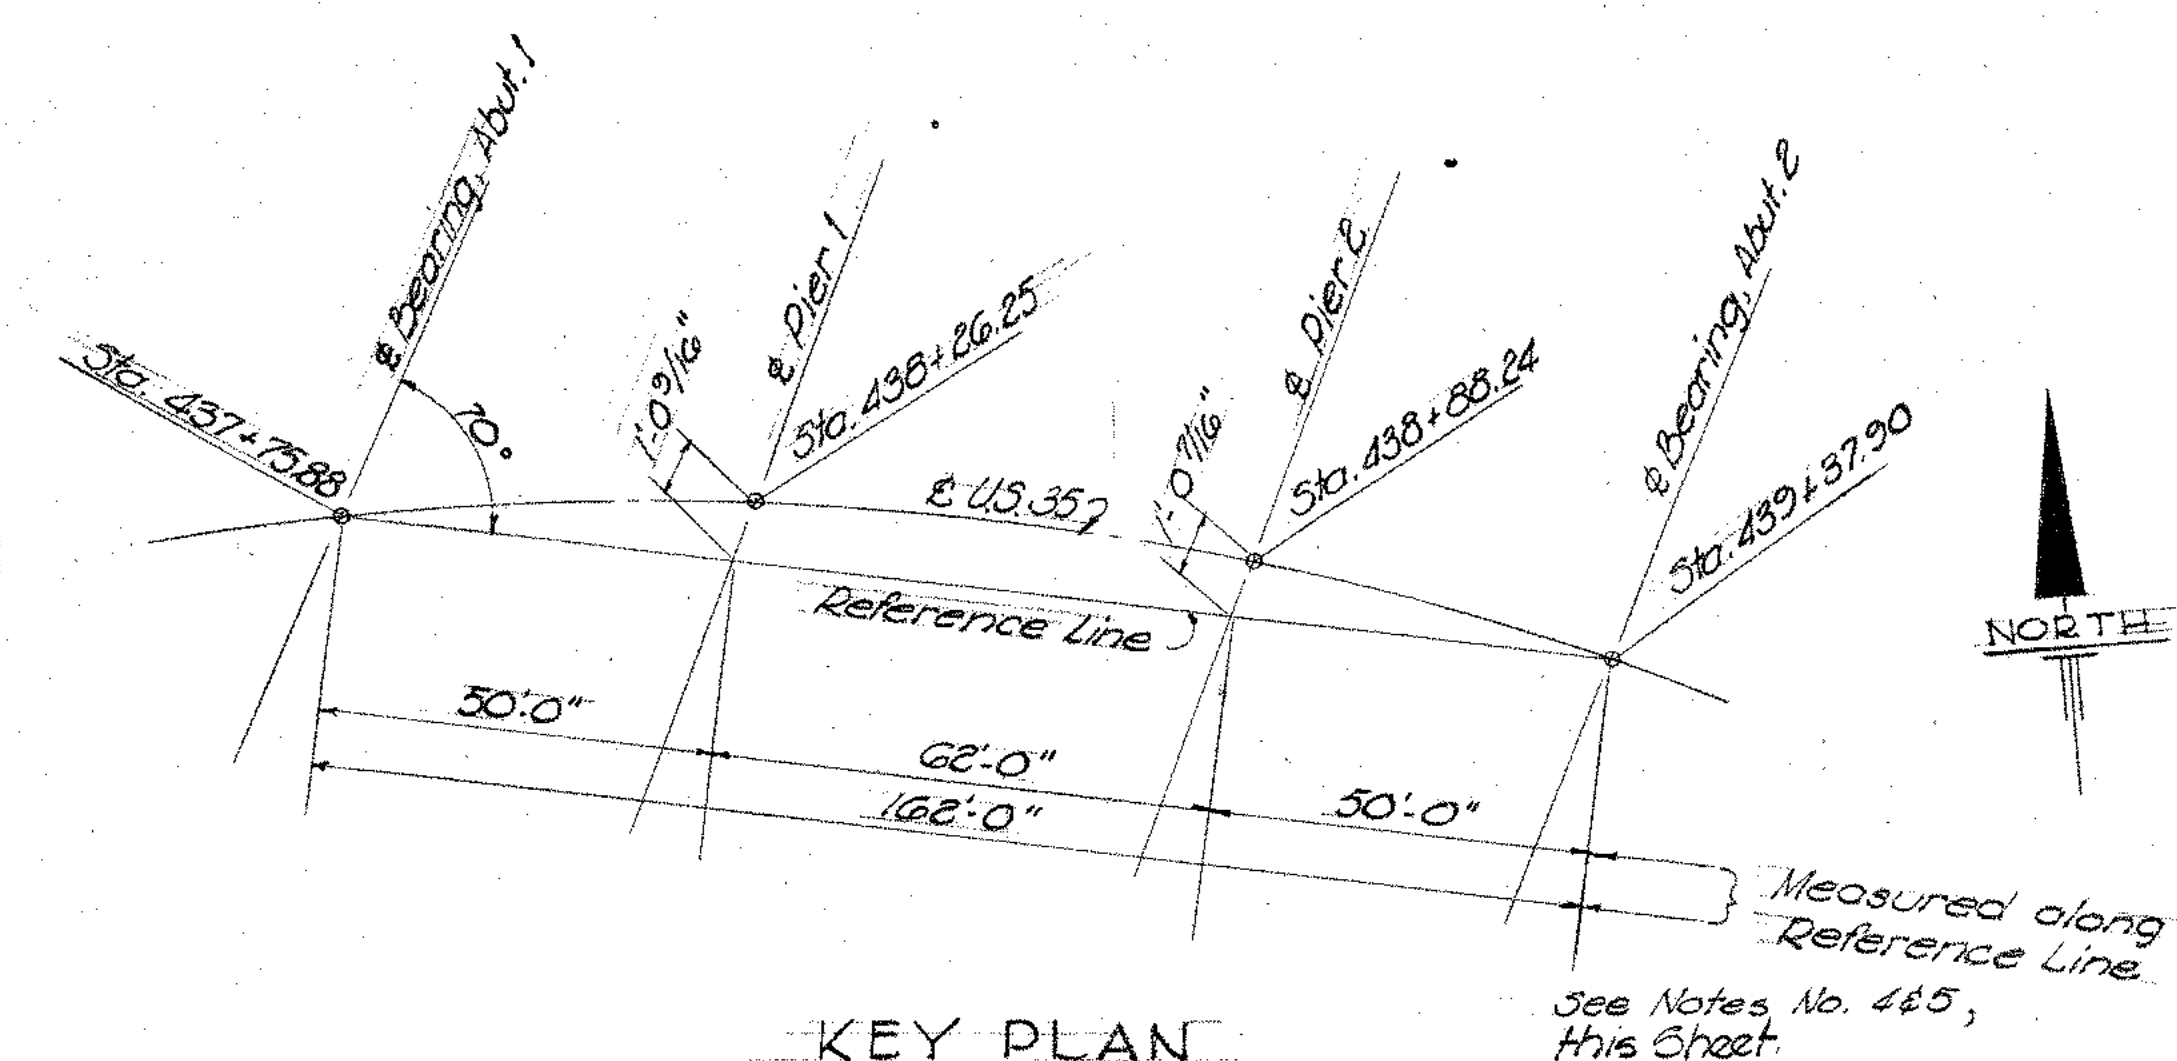 ℄ Bearing, Abut. 1
℄ Pier 1
℄ Pier 2
℄ Bearing, Abut. 2
Sta. 437+75.88
70°
1'-0 9/16"
Sta. 438+26.25
℄ U.S. 35
1'-0 7/16"
Sta. 438+88.24
Sta. 439+37.90
NORTH
Reference Line
50'-0"
62'-0"
162'-0"
50'-0"
Measured along
Reference Line
See Notes No. 4&5,
this Sheet.
KEY PLAN